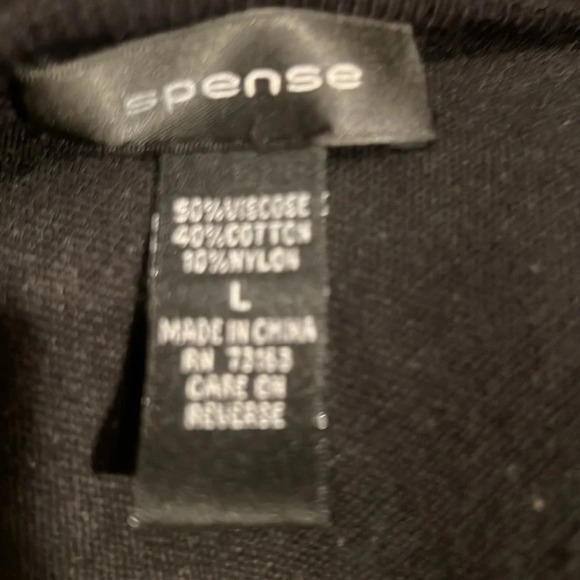 spense
50%VISCOSE
40%COTTON
10%NYLON
L
MADE IN CHINA
RN 73163
CARE ON
REVERSE